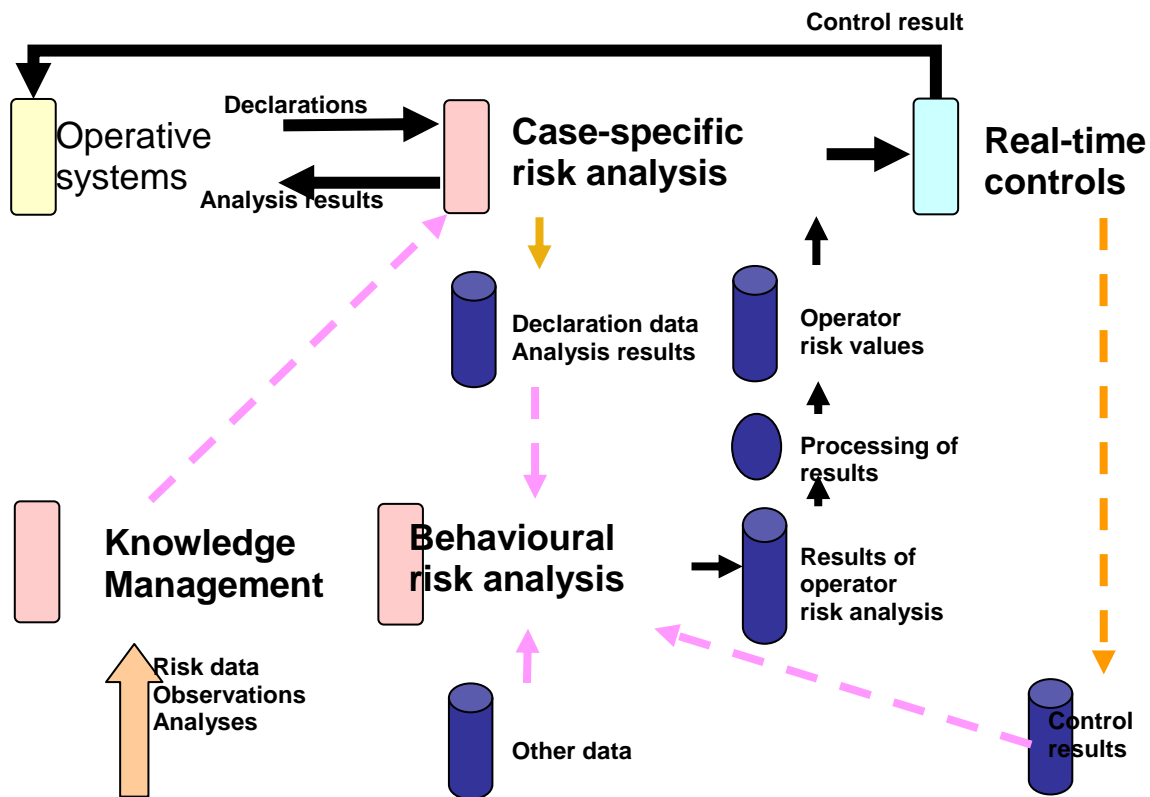 Control result
Declarations
Operative
systems
Analysis results
Case-specific
risk analysis
Real-time
controls
Declaration data
Analysis results
Operator
risk values
Processing of
results
Knowledge
Management
Behavioural
risk analysis
Results of
operator
risk analysis
Risk data
Observations
Analyses
Other data
Control
results